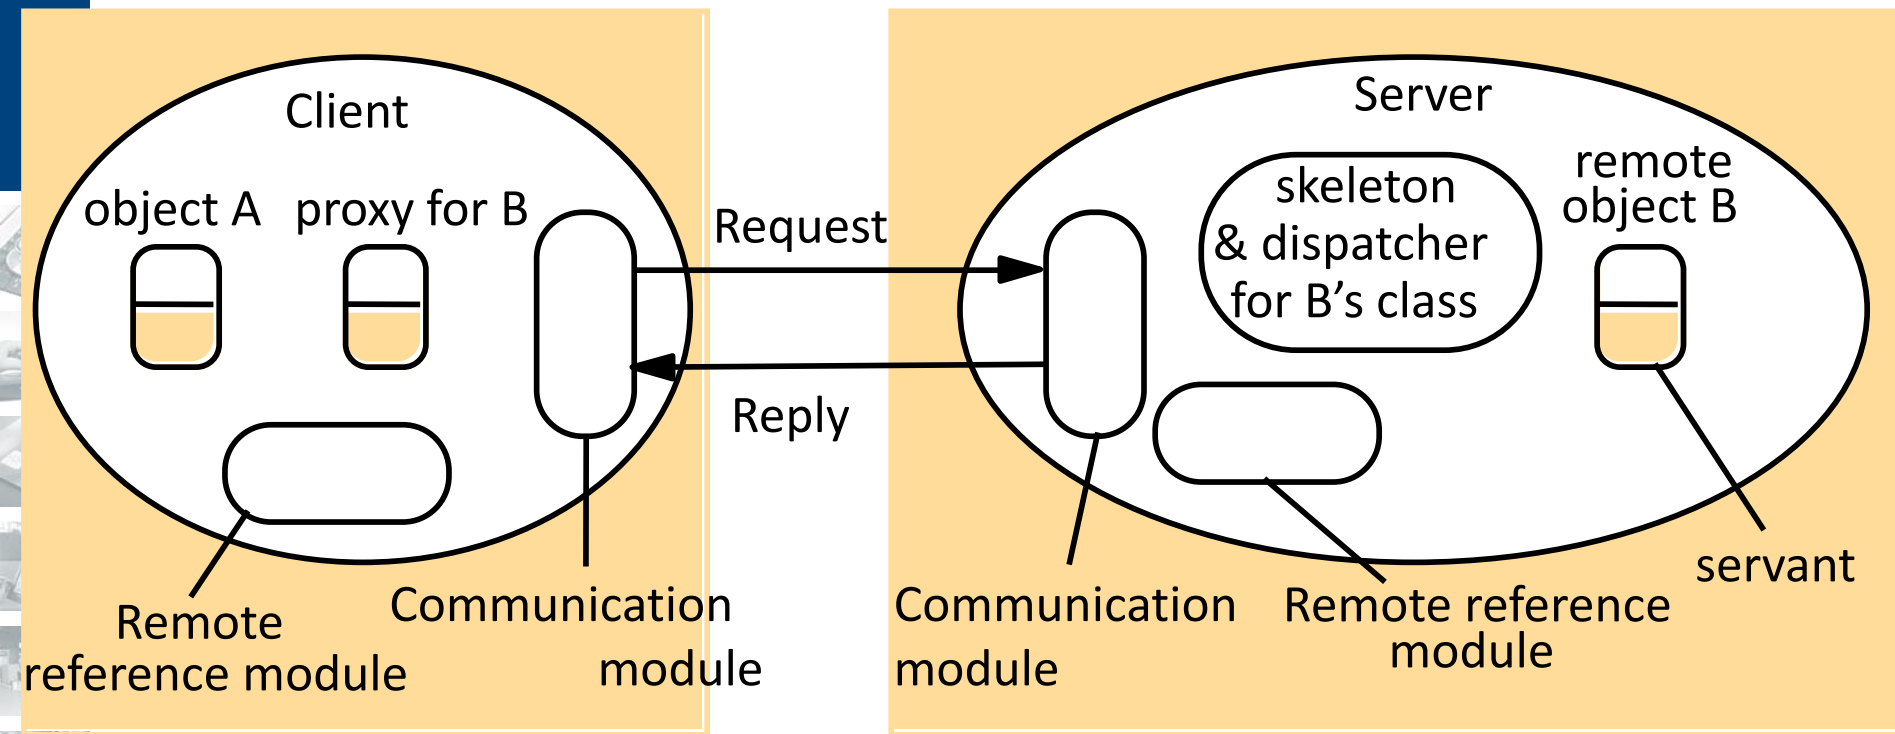 Client
object A
proxy for B
Remote
reference module
Communication
module
Request
Reply
Server
skeleton
& dispatcher
for B’s class
remote
object B
Communication
module
Remote reference
module
servant